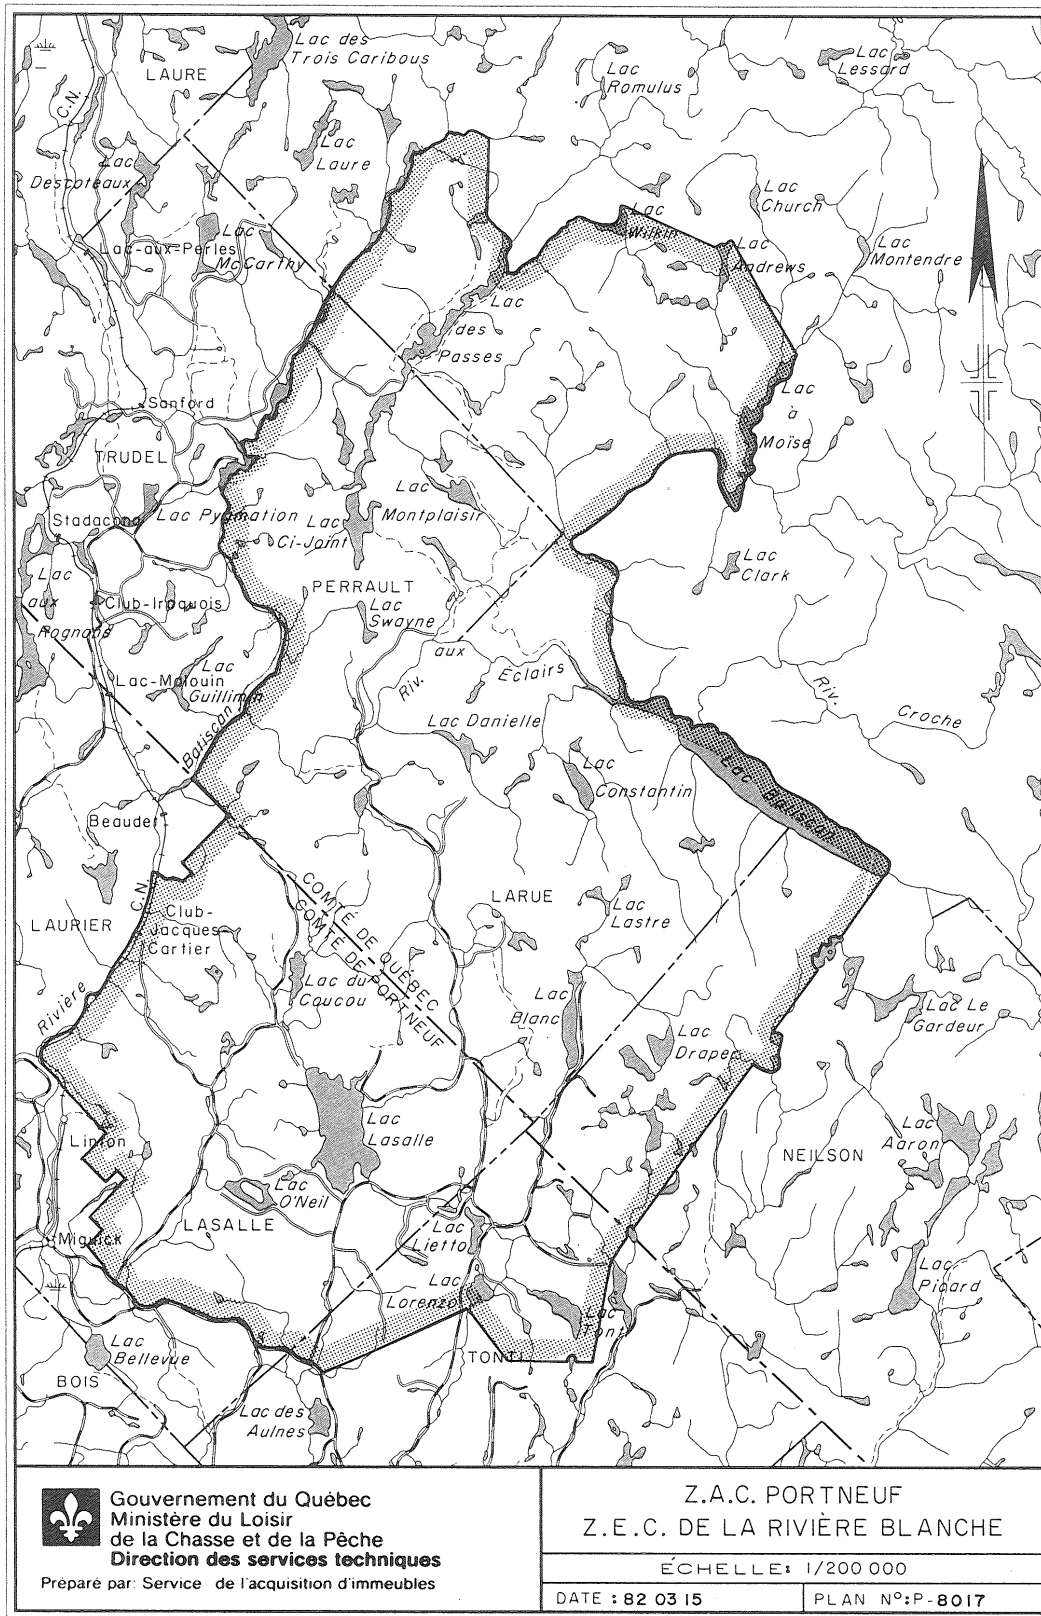 Lac des
Trois Caribous
LAURE
Lac
Lessard
Lac
Romulus
C.N.
Lac
Laure
Lac
Descoteaux
Lac
Church
Lac
Wilkin
Lac-aux-Perles
Lac
McCarthy
Lac
Andrews
Lac
Montendre
Lac
des
Passes
Sanford
Lac
à
Moïse
TRUDEL
Lac
Montplaisir
Stadacona
Lac Pygmation
Lac
Ci-Joint
Lac
Clark
Lac
aux
Rognons
Club-Iroquois
PERRAULT
Lac
Swayne
aux
Eclairs
Riv.
Lac-Malouin
Lac
Guillimin
Riv.
Croche
Batiscan
Lac Danielle
Lac
Constantin
Lac Batiscan
Beaudet
C.N.
COMTÉ DE QUÉBEC
COMTÉ DE PORTNEUF
LARUE
Lac
Lastre
LAURIER
Club-
Jacques
Cartier
Rivière
Lac du
Coucou
Lac
Blanc
Lac Le
Gardeur
Lac
Draper
Linton
Lac
Lasalle
Lac
Aaron
NEILSON
Lac
O'Neil
LASALLE
Miguick
Lac
Lietto
Lac
Lorenzo
Lac
Tonti
Lac
Picard
Lac
Bellevue
BOIS
TONTI
Lac des
Aulnes
Gouvernement du Québec
Ministère du Loisir
de la Chasse et de la Pêche
Direction des services techniques
Préparé par: Service de l'acquisition d'immeubles
Z.A.C. PORTNEUF
Z.E.C. DE LA RIVIÈRE BLANCHE
ÉCHELLE: 1/200 000
DATE : 82 03 15
PLAN N°: P-8017